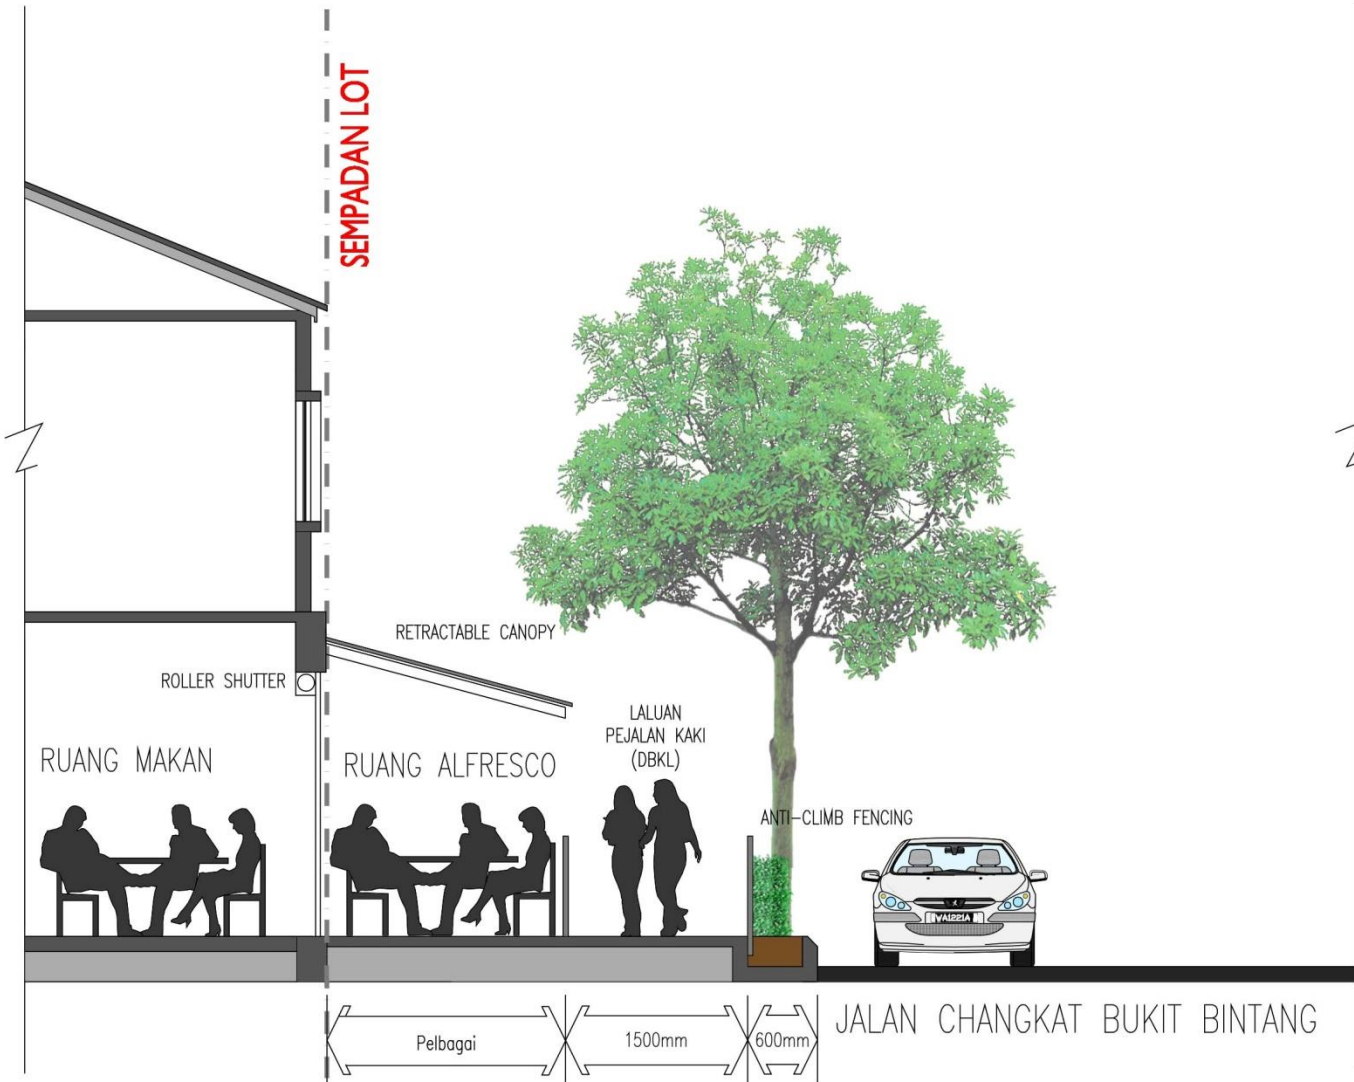 SEMPADAN LOT
RETRACTABLE CANOPY
ROLLER SHUTTER
LALUAN
PEJALAN KAKI
(DBKL)
RUANG MAKAN
RUANG ALFRESCO
ANTI-CLIMB FENCING
WA1221A
Pelbagai
1500mm
600mm
JALAN CHANGKAT BUKIT BINTANG